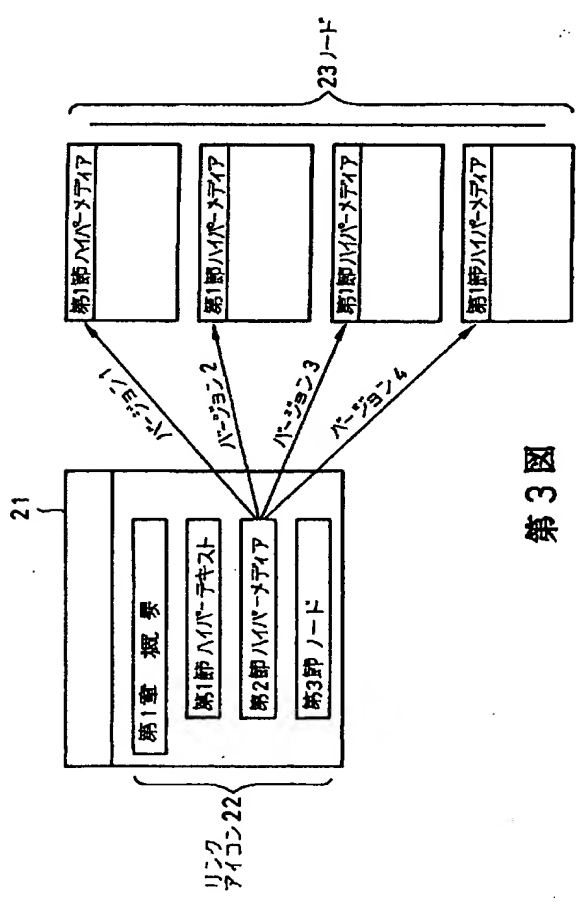 21
第1章 概要
第1節 ハイパーテキスト
第2節 ハイパーメディア
第3節 ノード
リンク
アイコン22
バージョン1
バージョン2
バージョン3
バージョン4
第1節 ハイパーメディア
第1節 ハイパーメディア
第1節 ハイパーメディア
第1節 ハイパーメディア
23ノード
第3図